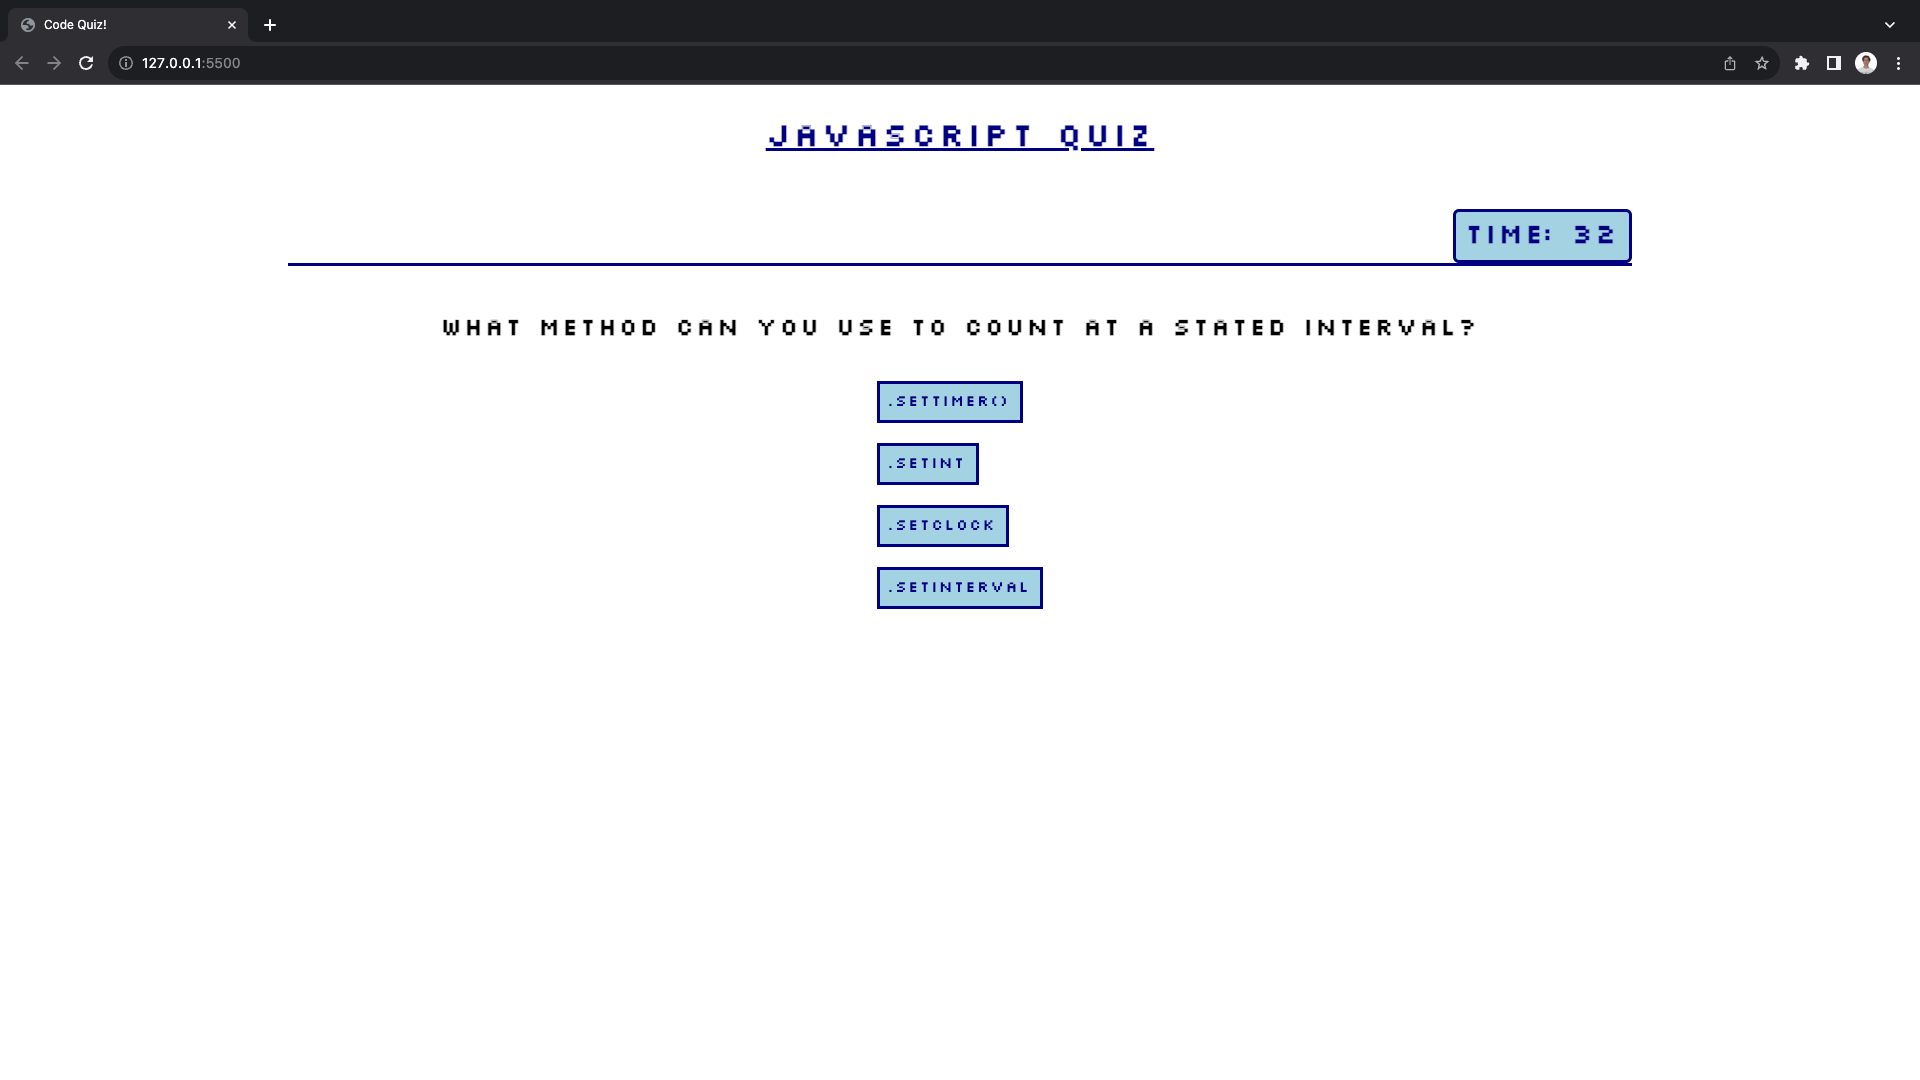 Code Quiz!
127.0.0.1:5500
JAVASCRIPT QUIZ
TIME: 32
WHAT METHOD CAN YOU USE TO COUNT AT A STATED INTERVAL?
.SETTIMER()
.SETINT
.SETCLOCK
.SETINTERVAL